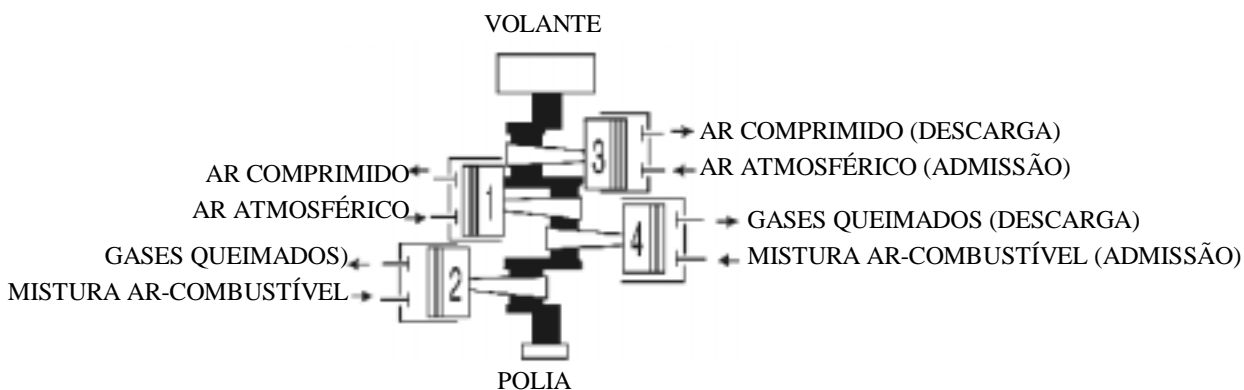 VOLANTE
AR COMPRIMIDO (DESCARGA)
3
AR ATMOSFÉRICO (ADMISSÃO)
AR COMPRIMIDO
1
AR ATMOSFÉRICO
GASES QUEIMADOS (DESCARGA)
4
MISTURA AR-COMBUSTÍVEL (ADMISSÃO)
GASES QUEIMADOS)
2
MISTURA AR-COMBUSTÍVEL
POLIA